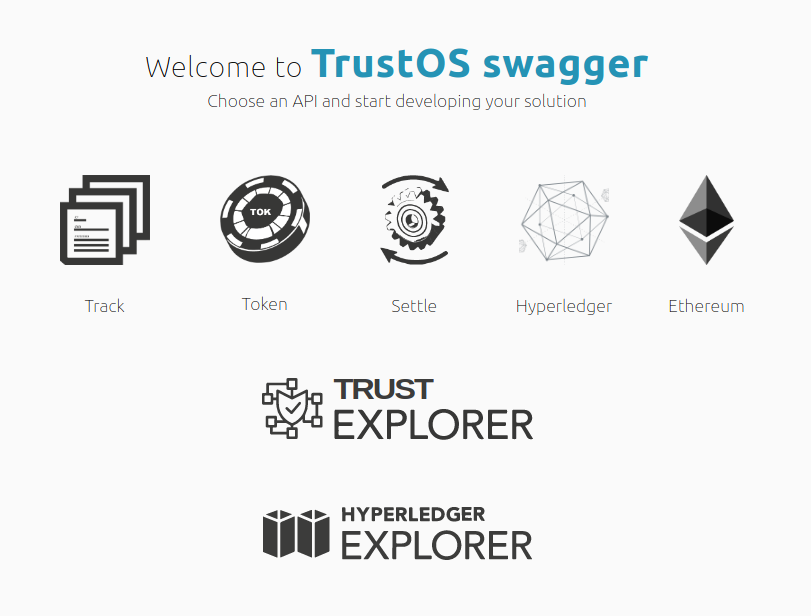 Welcome to TrustOS swagger
Choose an API and start developing your solution
TOK
Track
Token
Settle
Hyperledger
Ethereum
TRUST
EXPLORER
HYPERLEDGER
EXPLORER